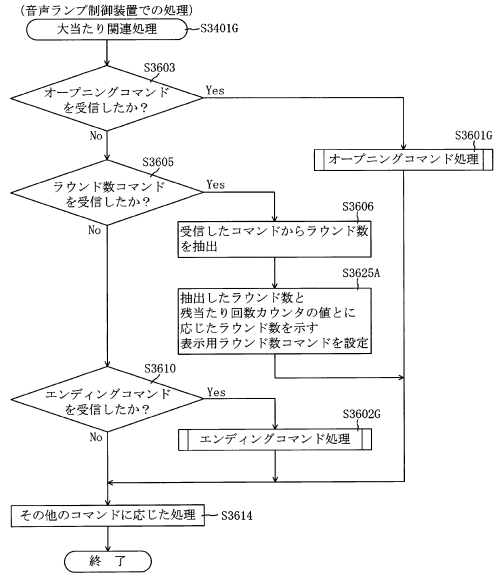 (音声ランプ制御装置での処理)
大当たり関連処理
S3401G
S3603
オープニングコマンド
を受信したか？
Yes
No
S3601G
オープニングコマンド処理
S3605
ラウンド数コマンド
を受信したか？
Yes
No
S3606
受信したコマンドからラウンド数
を抽出
S3625A
抽出したラウンド数と
残当たり回数カウンタの値とに
応じたラウンド数を示す
表示用ラウンド数コマンドを設定
S3610
エンディングコマンド
を受信したか？
Yes
No
S3602G
エンディングコマンド処理
その他のコマンドに応じた処理
S3614
終 了